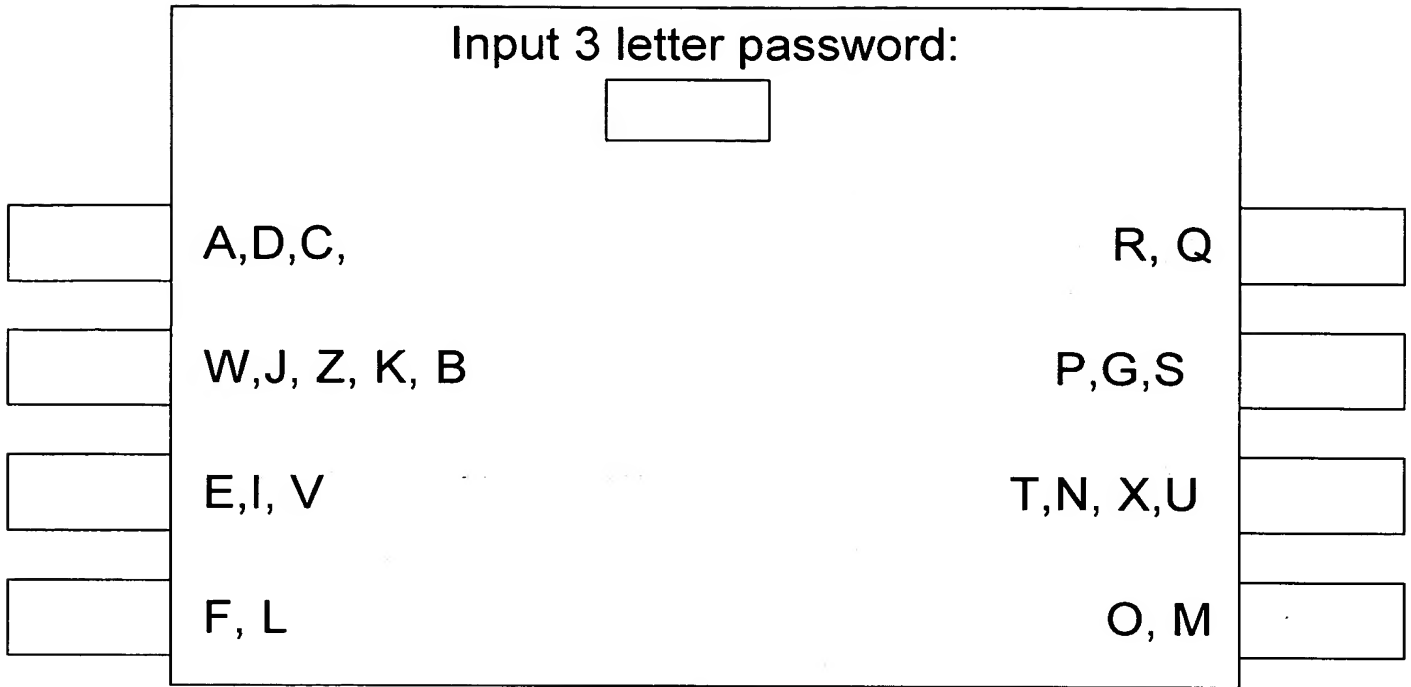 Input 3 letter password:
A,D,C,
R, Q
W,J, Z, K, B
P,G,S
E,I, V
T,N, X,U
F, L
O, M